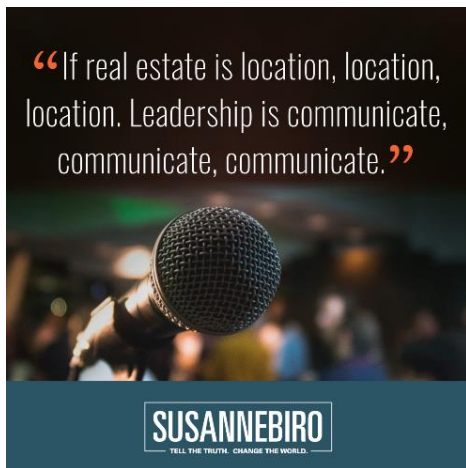 “If real estate is location, location,
location. Leadership is communicate,
communicate, communicate.”
SUSANNEBIRO
TELL THE TRUTH. CHANGE THE WORLD.